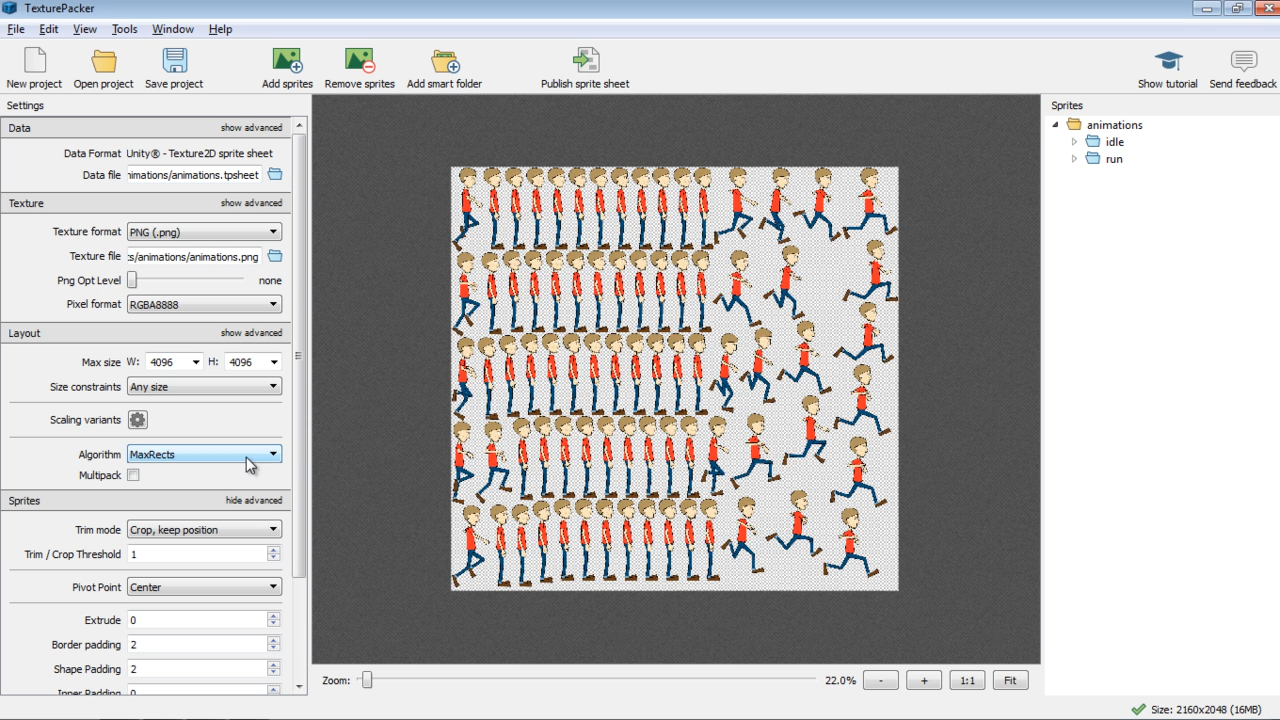 TexturePacker
File Edit View Tools Window Help
New project Open project Save project Add sprites Remove sprites Add smart folder Publish sprite sheet Show tutorial Send feedback
Settings
Sprites
Data show advanced
animations
Data Format Unity® - Texture2D sprite sheet
idle
run
Data file nimations/animations.tpsheet
Texture show advanced
Texture format PNG (.png)
Texture file ts/animations/animations.png
Png Opt Level none
Pixel format RGBA8888
Layout show advanced
Max size W: 4096 H: 4096
Size constraints Any size
Scaling variants
Algorithm MaxRects
Multipack
Sprites hide advanced
Trim mode Crop, keep position
Trim / Crop Threshold 1
Pivot Point Center
Extrude 0
Border padding 2
Shape Padding 2
Inner Padding 0
Zoom: 22.0% - + 1:1 Fit
Size: 2160x2048 (16MB)